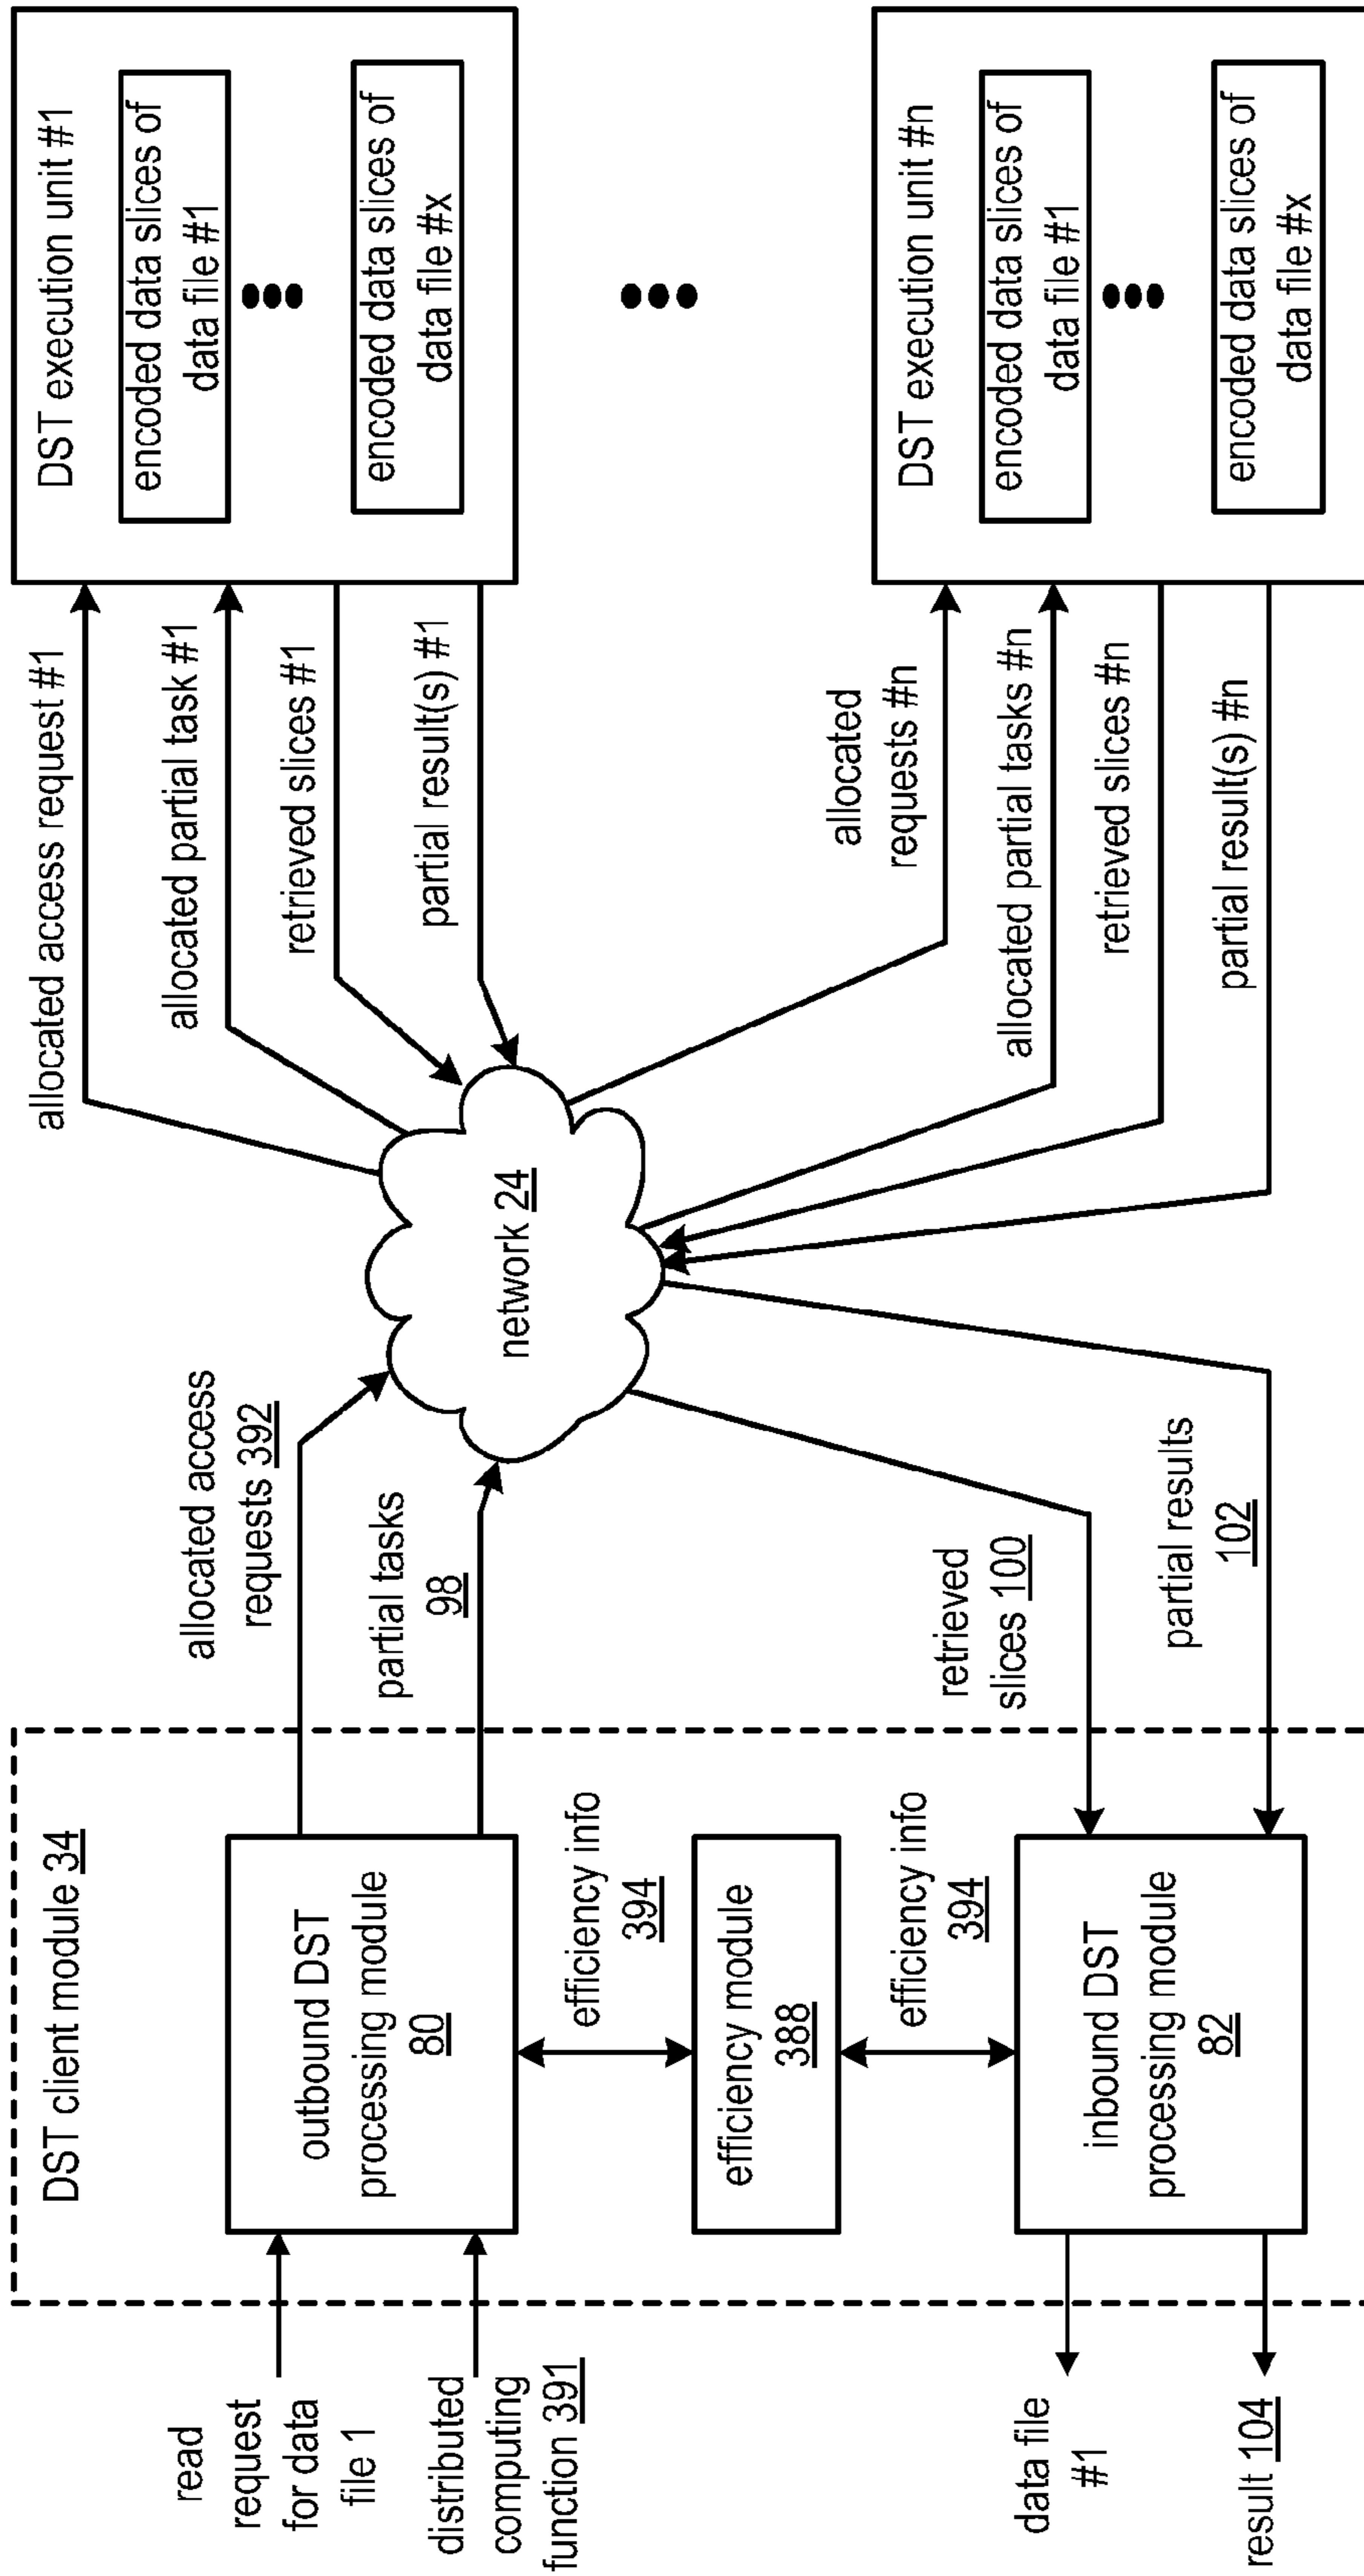 read
request
for data
file 1
distributed
computing
function 391
data file
#1
result 104
DST client module 34
outbound DST
processing module
80
efficiency info
394
efficiency module
388
efficiency info
394
inbound DST
processing module
82
allocated access
requests 392
partial tasks
98
retrieved
slices 100
partial results
102
network 24
allocated access request #1
allocated partial task #1
retrieved slices #1
partial result(s) #1
allocated
requests #n
allocated partial tasks #n
retrieved slices #n
partial result(s) #n
DST execution unit #1
encoded data slices of
data file #1
encoded data slices of
data file #x
DST execution unit #n
encoded data slices of
data file #1
encoded data slices of
data file #x